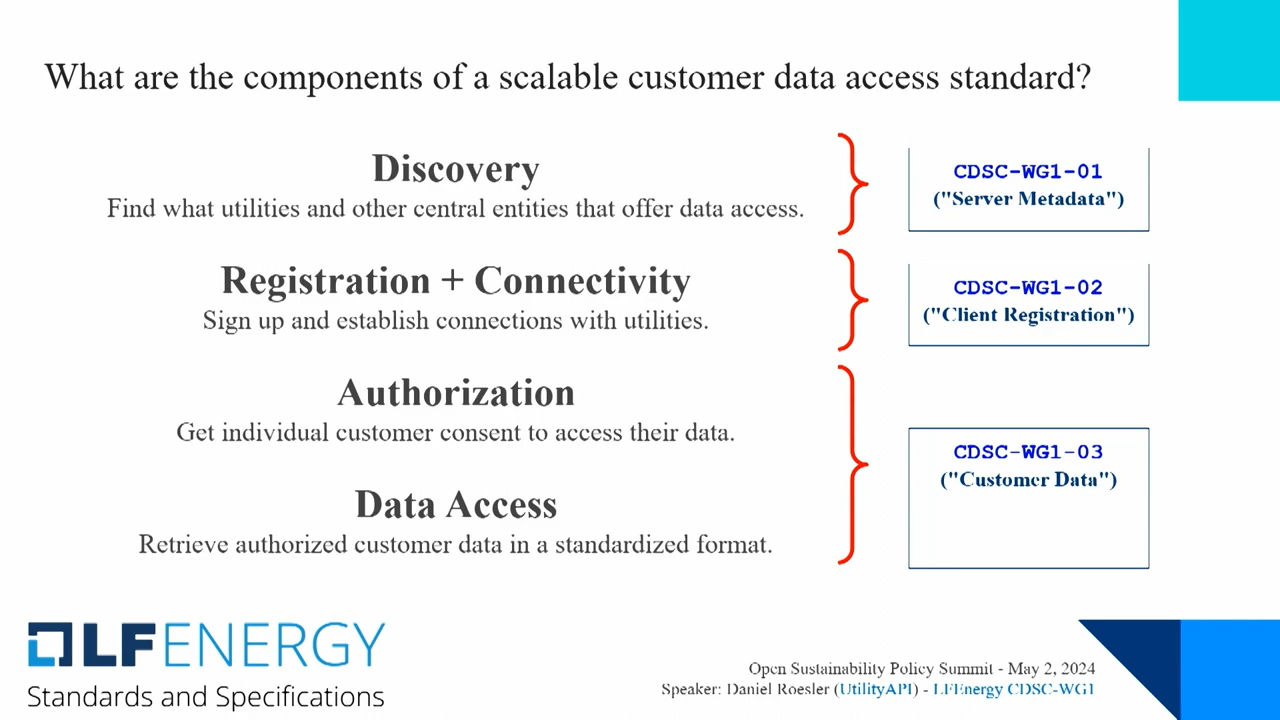 What are the components of a scalable customer data access standard?
Discovery
Find what utilities and other central entities that offer data access.
CDSC-WG1-01
("Server Metadata")
Registration + Connectivity
Sign up and establish connections with utilities.
CDSC-WG1-02
("Client Registration")
Authorization
Get individual customer consent to access their data.
Data Access
Retrieve authorized customer data in a standardized format.
CDSC-WG1-03
("Customer Data")
LFENERGY
Standards and Specifications
Open Sustainability Policy Summit - May 2, 2024
Speaker: Daniel Roesler (UtilityAPI) - LFEnergy CDSC-WG1